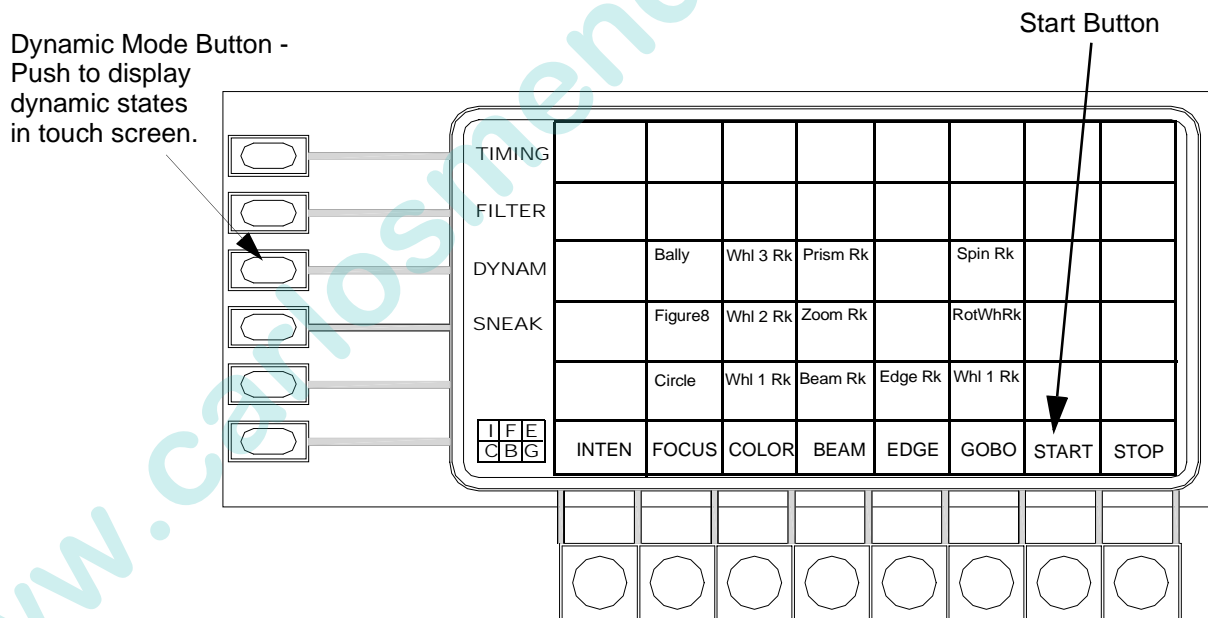 Start Button
Dynamic Mode Button -
Push to display
dynamic states
in touch screen.
TIMING
FILTER
DYNAM
Bally Whl 3 Rk Prism Rk Spin Rk
SNEAK
Figure8 Whl 2 Rk Zoom Rk RotWhRk
Circle Whl 1 Rk Beam Rk Edge Rk Whl 1 Rk
I F E
C B G
INTEN FOCUS COLOR BEAM EDGE GOBO START STOP
www.carlosmen